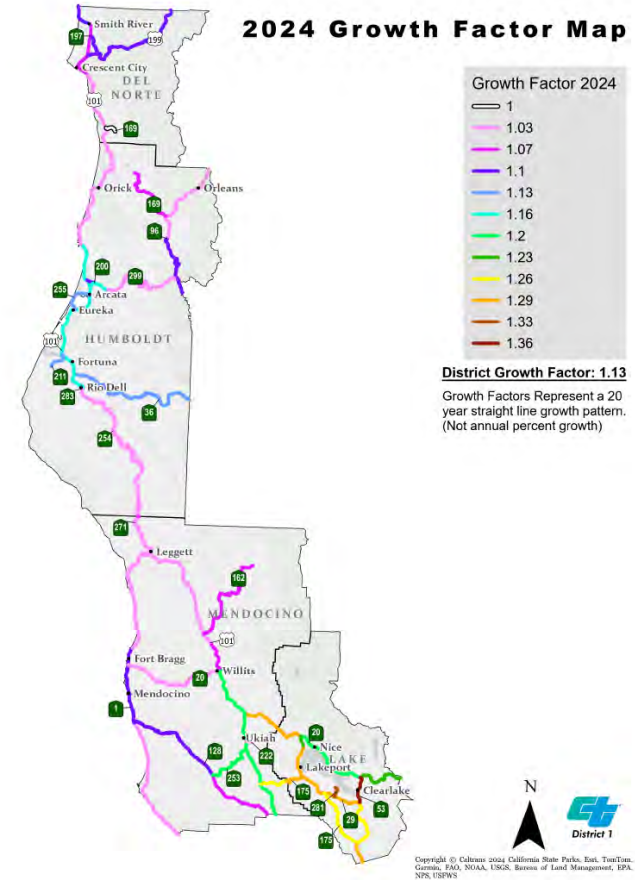 2024 Growth Factor Map
Smith River
197
199
Crescent City
DEL
NORTE
101
169
Orick
Orleans
169
96
200
299
255
Arcata
Eureka
101
HUMBOLDT
Fortuna
211
Rio Dell
283
36
254
271
Leggett
162
MENDOCINO
101
Fort Bragg
20
Willits
Mendocino
1
20
Ukiah
Nice
128
222
LAKE
Lakeport
253
175
Clearlake
281
29
53
175
Growth Factor 2024
1
1.03
1.07
1.1
1.13
1.16
1.2
1.23
1.26
1.29
1.33
1.36
District Growth Factor: 1.13
Growth Factors Represent a 20
year straight line growth pattern.
(Not annual percent growth)
N
ct
District 1
Copyright © Caltrans 2024 California State Parks, Esri, TomTom,
Garmin, FAO, NOAA, USGS, Bureau of Land Management, EPA,
NPS, USFWS